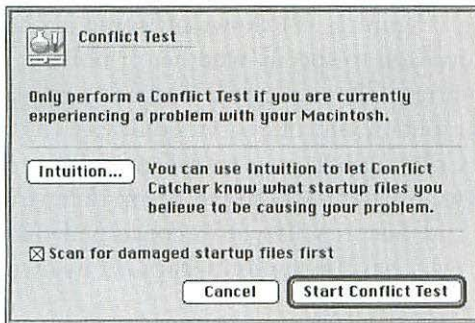 Conflict Test
Only perform a Conflict Test if you are currently
experiencing a problem with your Macintosh.
Intuition...
You can use Intuition to let Conflict
Catcher know what startup files you
believe to be causing your problem.
Scan for damaged startup files first
Cancel
Start Conflict Test